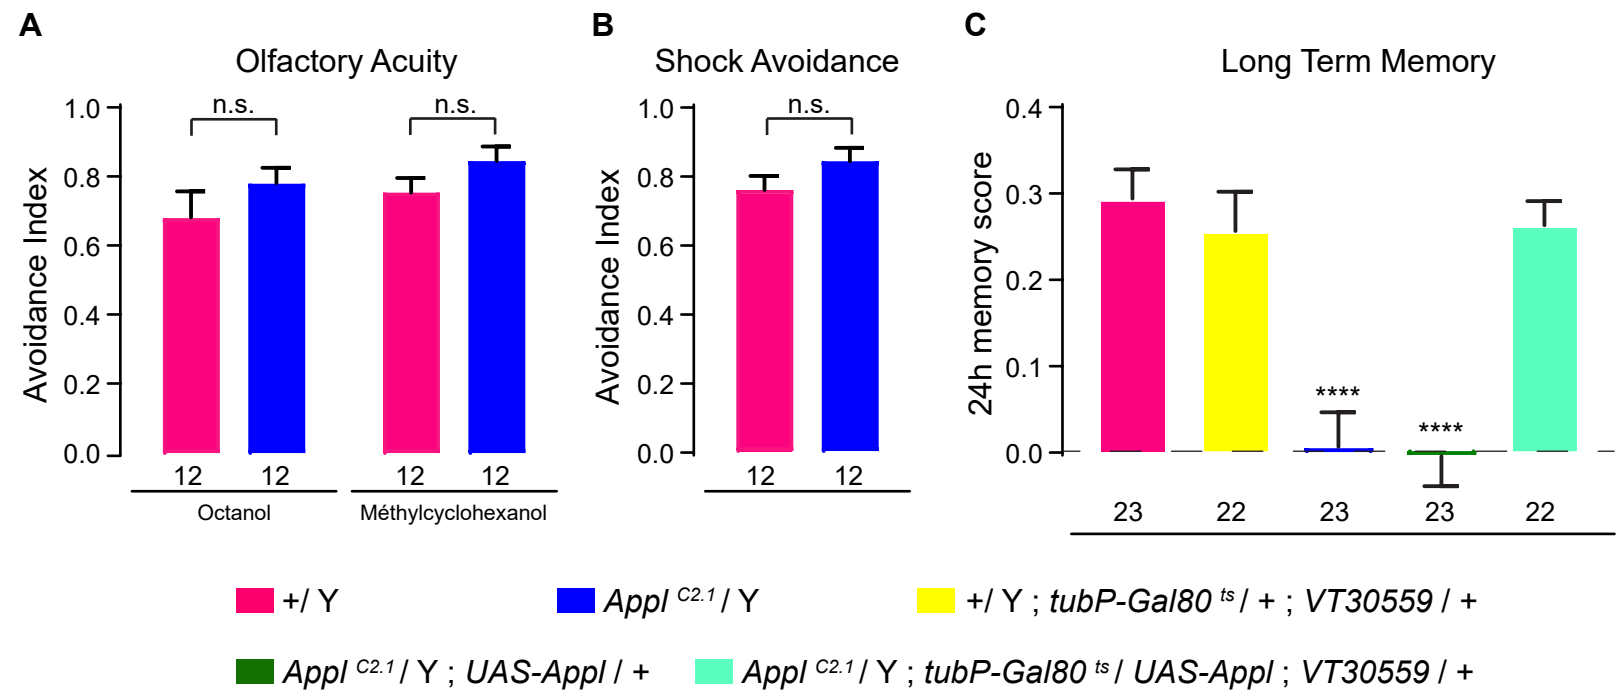 A
B
C
Olfactory Acuity
Shock Avoidance
Long Term Memory
Avoidance Index
1.0
0.8
0.6
0.4
0.2
0.0
n.s.
n.s.
12
12
12
12
Octanol
Méthylcyclohexanol
Avoidance Index
1.0
0.8
0.6
0.4
0.2
0.0
n.s.
12
12
24h memory score
0.4
0.3
0.2
0.1
0.0
****
****
23
22
23
23
22
+/ Y
Appl C2.1 / Y
+/ Y ; tubP-Gal80 ts / + ; VT30559 / +
Appl C2.1 / Y ; UAS-Appl / +
Appl C2.1 / Y ; tubP-Gal80 ts / UAS-Appl ; VT30559 / +